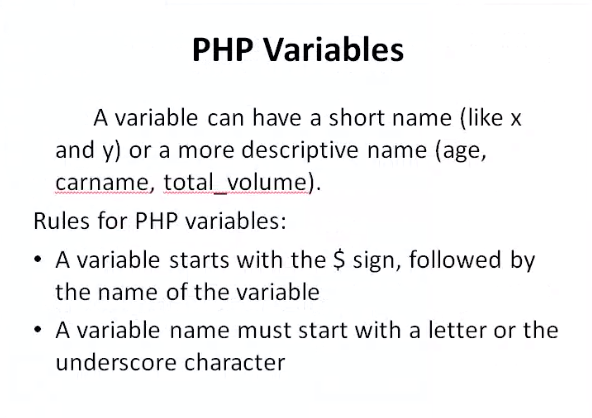 PHP Variables
A variable can have a short name (like x
and y) or a more descriptive name (age,
carname, total_volume).
Rules for PHP variables:
• A variable starts with the $ sign, followed by
the name of the variable
• A variable name must start with a letter or the
underscore character